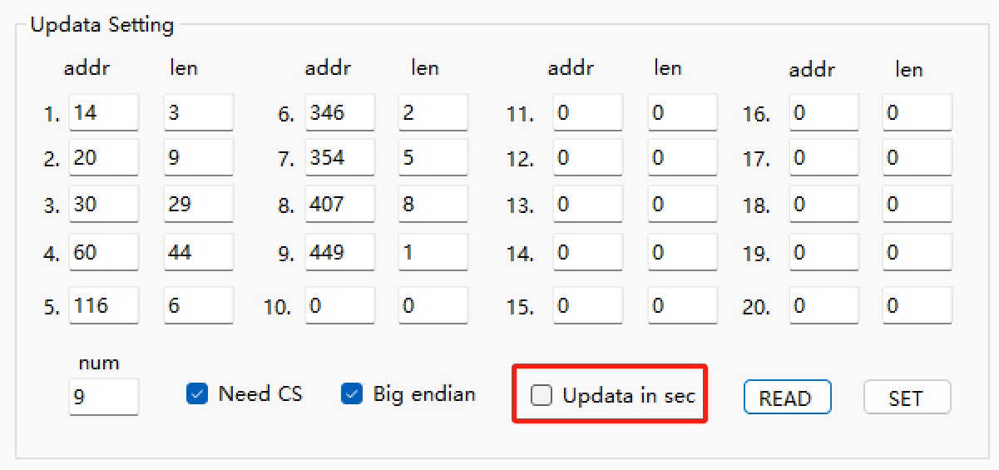 Updata Setting
addr len addr len addr len addr len
1. 14 3 6. 346 2 11. 0 0 16. 0 0
2. 20 9 7. 354 5 12. 0 0 17. 0 0
3. 30 29 8. 407 8 13. 0 0 18. 0 0
4. 60 44 9. 449 1 14. 0 0 19. 0 0
5. 116 6 10. 0 0 15. 0 0 20. 0 0
num
9 Need CS Big endian Updata in sec READ SET